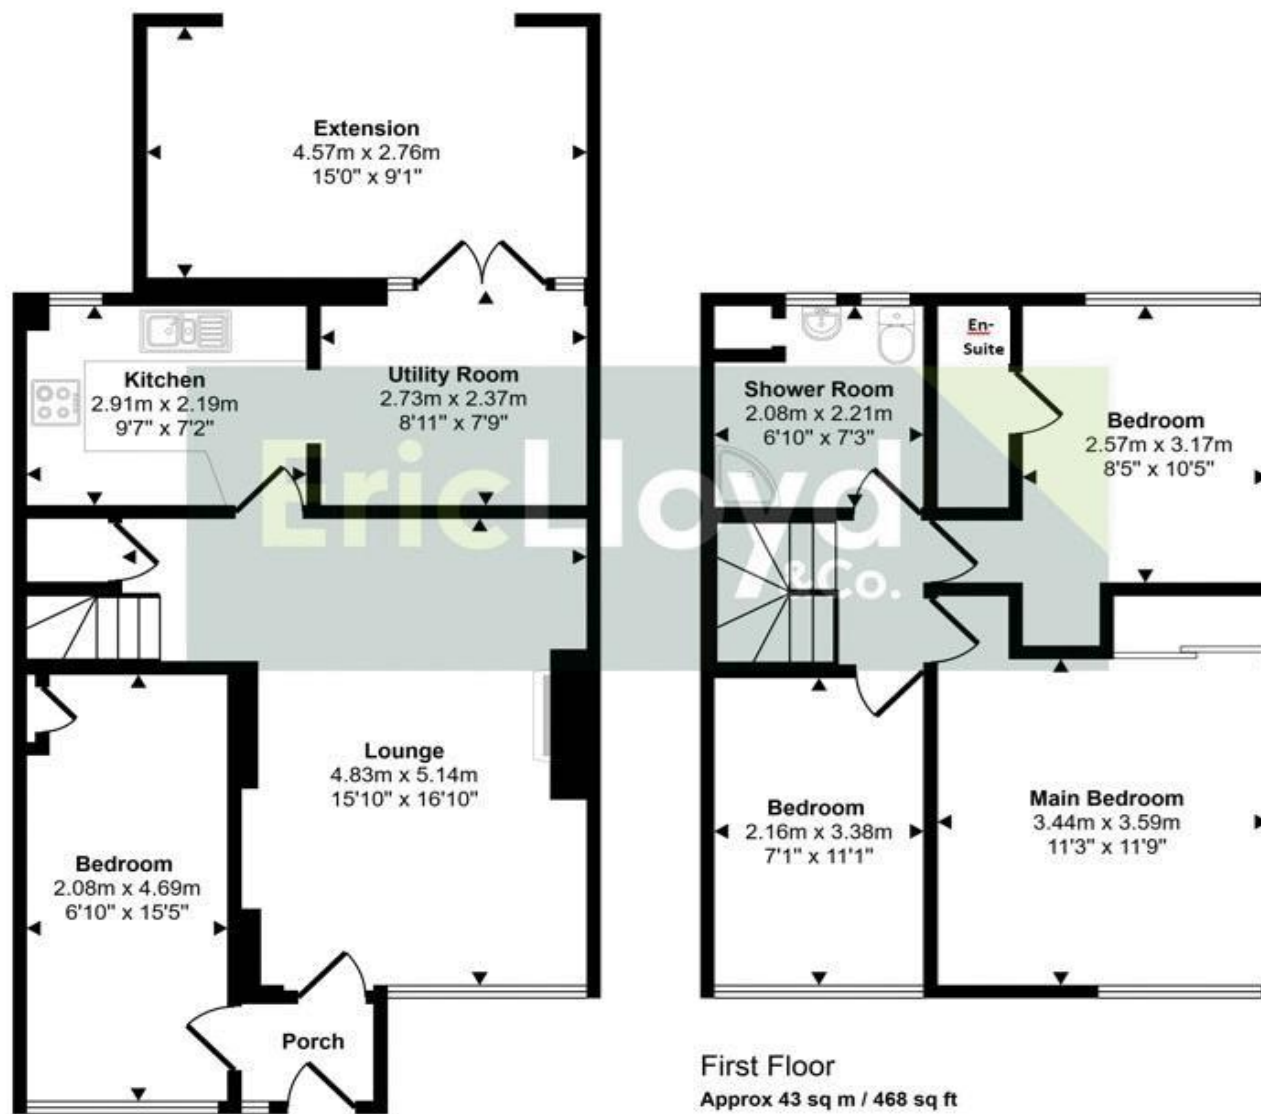 Extension
4.57m x 2.76m
15'0" x 9'1"
Kitchen
2.91m x 2.19m
9'7" x 7'2"
Utility Room
2.73m x 2.37m
8'11" x 7'9"
Lounge
4.83m x 5.14m
15'10" x 16'10"
Bedroom
2.08m x 4.69m
6'10" x 15'5"
Porch
En-
Suite
Shower Room
2.08m x 2.21m
6'10" x 7'3"
Bedroom
2.57m x 3.17m
8'5" x 10'5"
Bedroom
2.16m x 3.38m
7'1" x 11'1"
Main Bedroom
3.44m x 3.59m
11'3" x 11'9"
First Floor
Approx 43 sq m / 468 sq ft
EricLloyd
&Co.